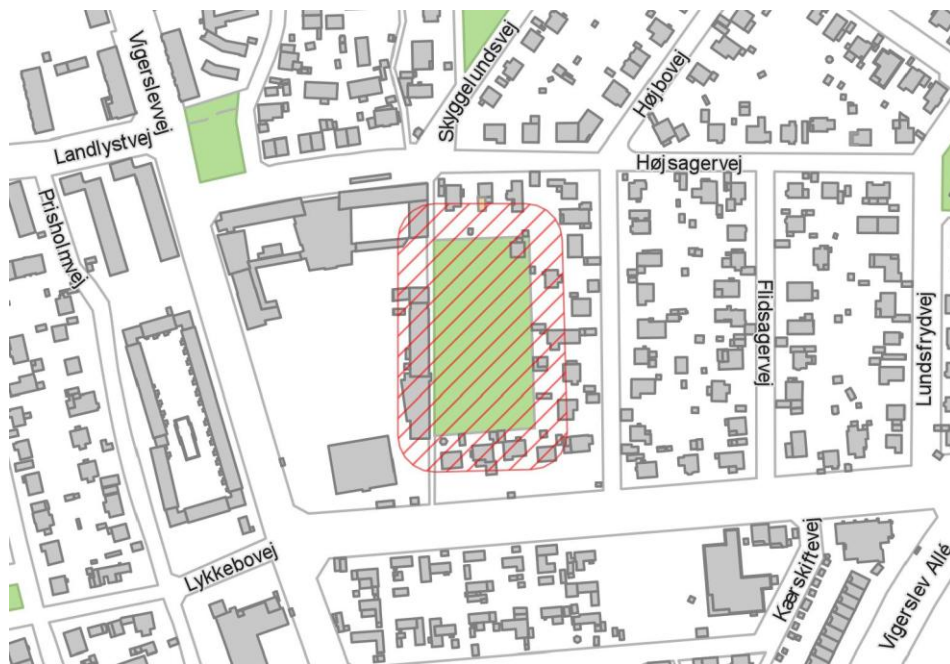 Vigerslevvej
Landlystvej
Prisholmvej
Skyggelundsvej
Højbovej
Højsagervej
Flidsagervej
Lundsfrydvej
Lykkebovej
Kærskiftevej
Vigerslev Allé